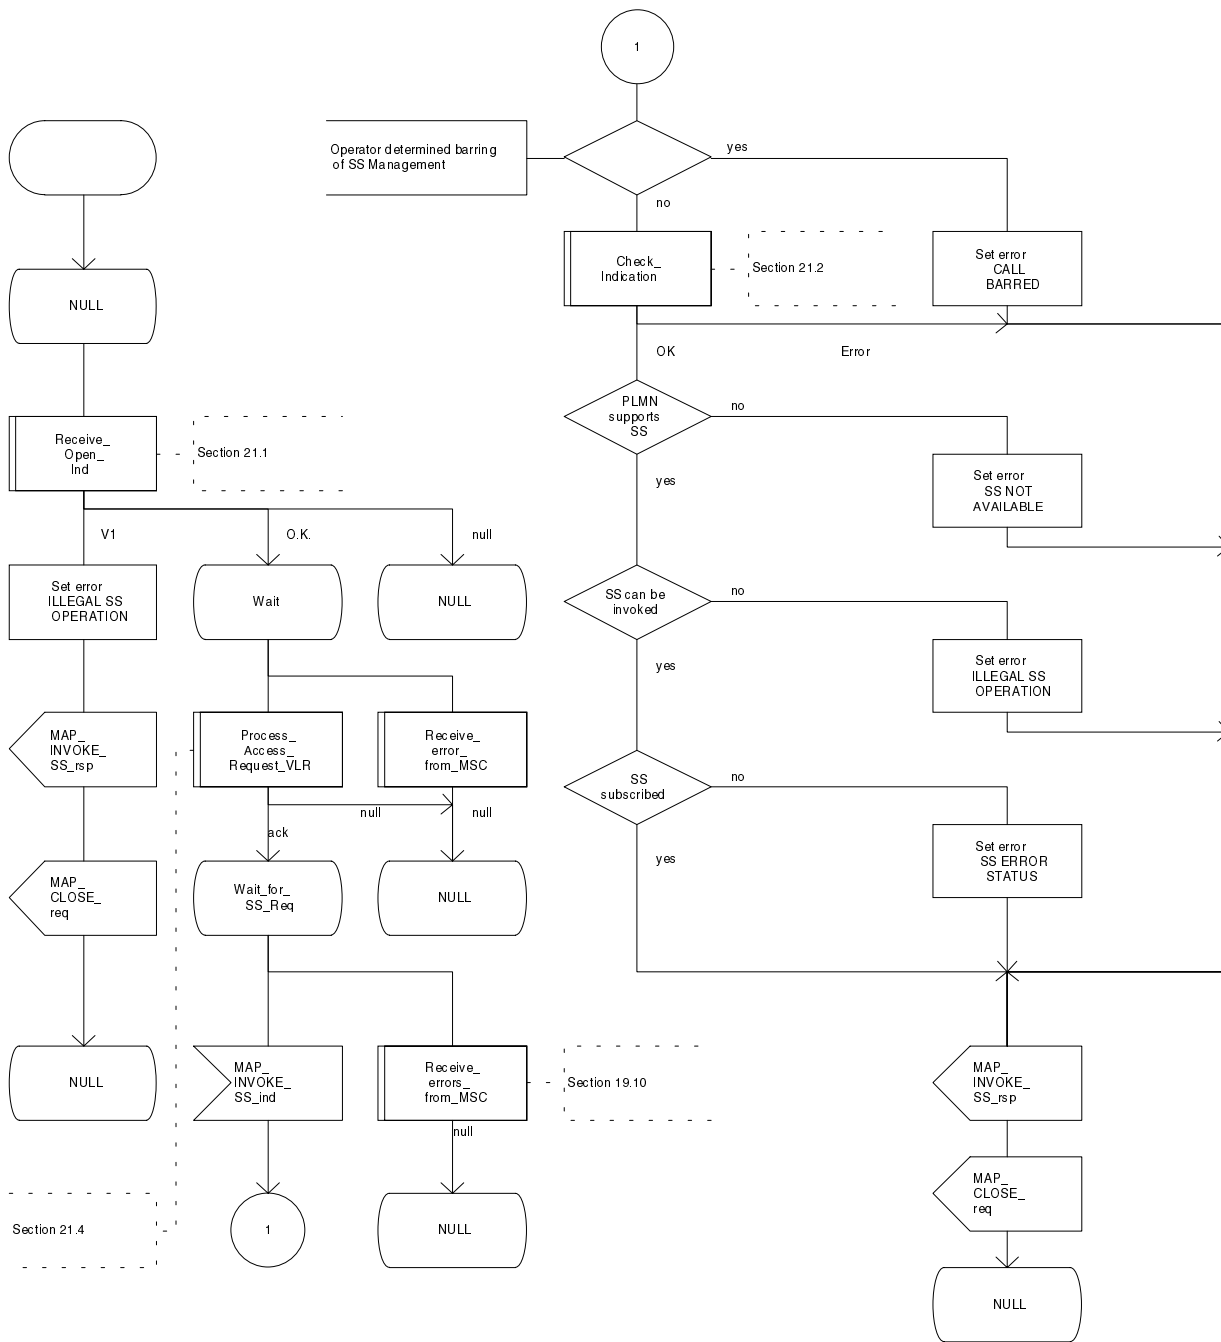 1
Operator determined barring
of SS Management
yes
no
Check_
Indication
Section 21.2
Set error
CALL
BARRED
NULL
OK
Error
PLMN
supports
SS
no
Receive_
Open_
Ind
Section 21.1
yes
Set error
SS NOT
AVAILABLE
V1
O.K.
null
Set error
ILLEGAL SS
OPERATION
Wait
NULL
SS can be
invoked
no
yes
Set error
ILLEGAL SS
OPERATION
MAP_
INVOKE_
SS_rsp
Process_
Access_
Request_VLR
Receive_
error_
from_MSC
SS
subscribed
no
null
null
ack
yes
Set error
SS ERROR
STATUS
MAP_
CLOSE_
req
Wait_for_
SS_Req
NULL
NULL
MAP_
INVOKE_
SS_ind
Receive_
errors_
from_MSC
Section 19.10
MAP_
INVOKE_
SS_rsp
null
MAP_
CLOSE_
req
Section 21.4
1
NULL
NULL